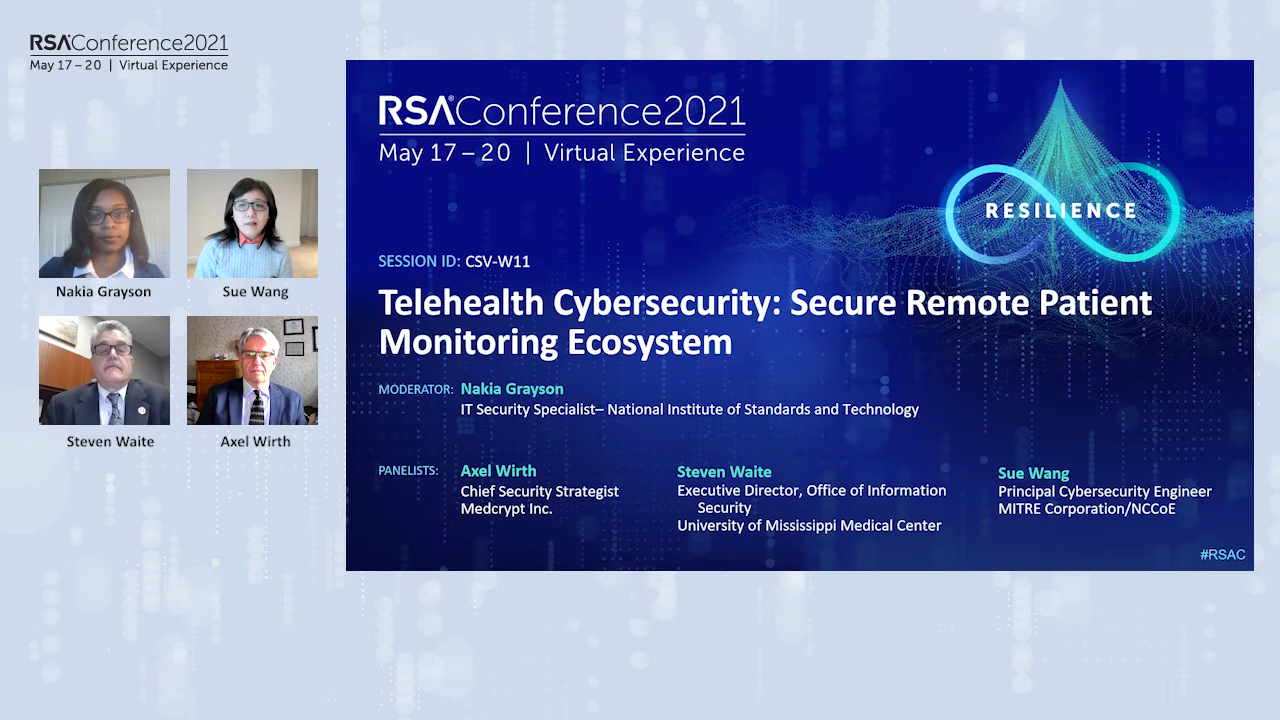 RSAConference2021
May 17–20 | Virtual Experience
Nakia Grayson
Sue Wang
Steven Waite
Axel Wirth
RSA®Conference2021
May 17–20 | Virtual Experience
RESILIENCE
SESSION ID: CSV-W11
Telehealth Cybersecurity: Secure Remote Patient
Monitoring Ecosystem
MODERATOR: Nakia Grayson
IT Security Specialist– National Institute of Standards and Technology
PANELISTS: Axel Wirth
Chief Security Strategist
Medcrypt Inc.
Steven Waite
Executive Director, Office of Information
Security
University of Mississippi Medical Center
Sue Wang
Principal Cybersecurity Engineer
MITRE Corporation/NCCoE
#RSAC